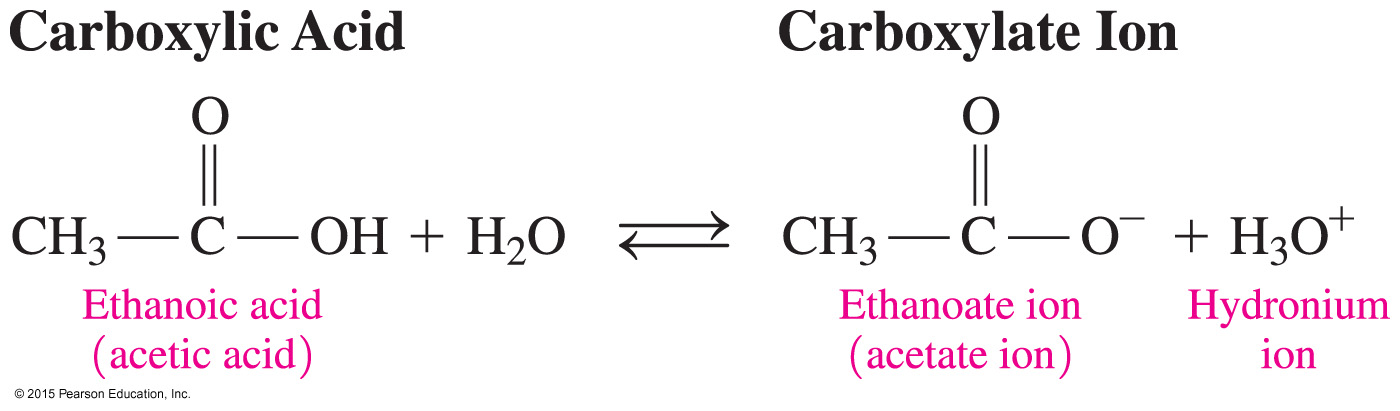 Carboxylic Acid Carboxylate Ion
O O
CH₃—C—OH + H₂O ⇌ CH₃—C—O⁻ + H₃O⁺
Ethanoic acid Ethanoate ion Hydronium
(acetic acid) (acetate ion) ion
© 2015 Pearson Education, Inc.